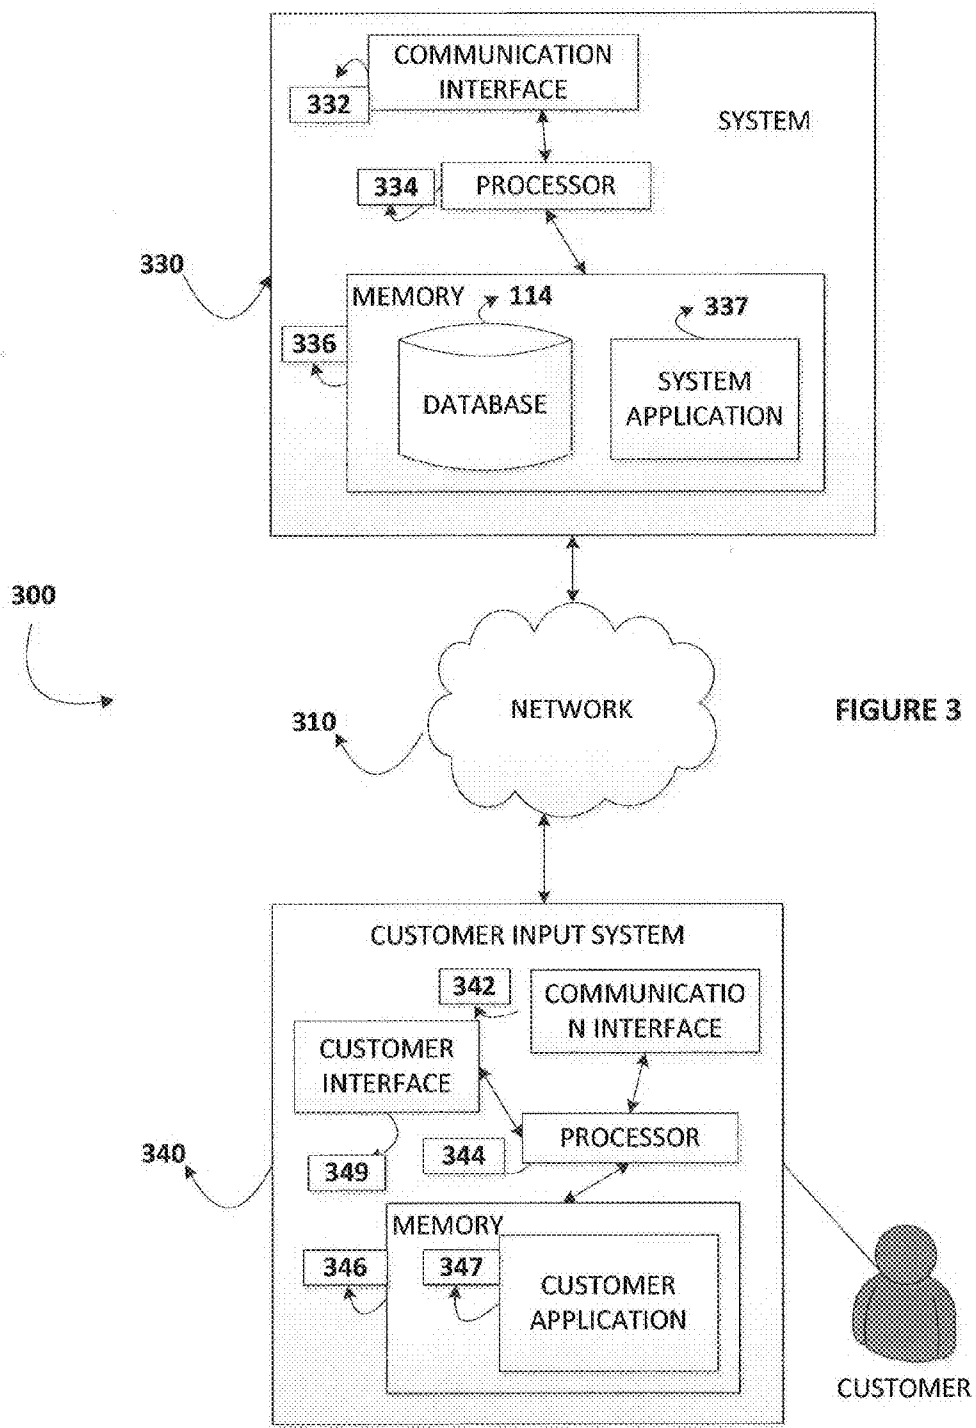 COMMUNICATION
INTERFACE
332
SYSTEM
334
PROCESSOR
330
MEMORY
114
337
336
DATABASE
SYSTEM
APPLICATION
300
NETWORK
310
FIGURE 3
CUSTOMER INPUT SYSTEM
342
COMMUNICATIO
N INTERFACE
CUSTOMER
INTERFACE
PROCESSOR
340
344
349
MEMORY
346
347
CUSTOMER
APPLICATION
CUSTOMER